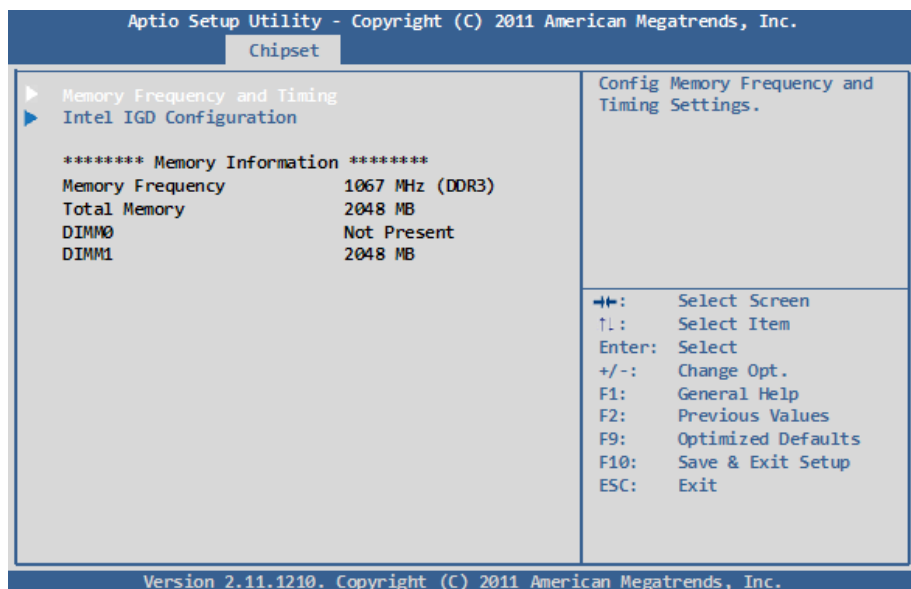 Aptio Setup Utility - Copyright (C) 2011 American Megatrends, Inc.
Chipset
Memory Frequency and Timing
Intel IGD Configuration
******** Memory Information ********
Memory Frequency 1067 MHz (DDR3)
Total Memory 2048 MB
DIMM0 Not Present
DIMM1 2048 MB
Config Memory Frequency and
Timing Settings.
→←: Select Screen
↑↓: Select Item
Enter: Select
+/-: Change Opt.
F1: General Help
F2: Previous Values
F9: Optimized Defaults
F10: Save & Exit Setup
ESC: Exit
Version 2.11.1210. Copyright (C) 2011 American Megatrends, Inc.